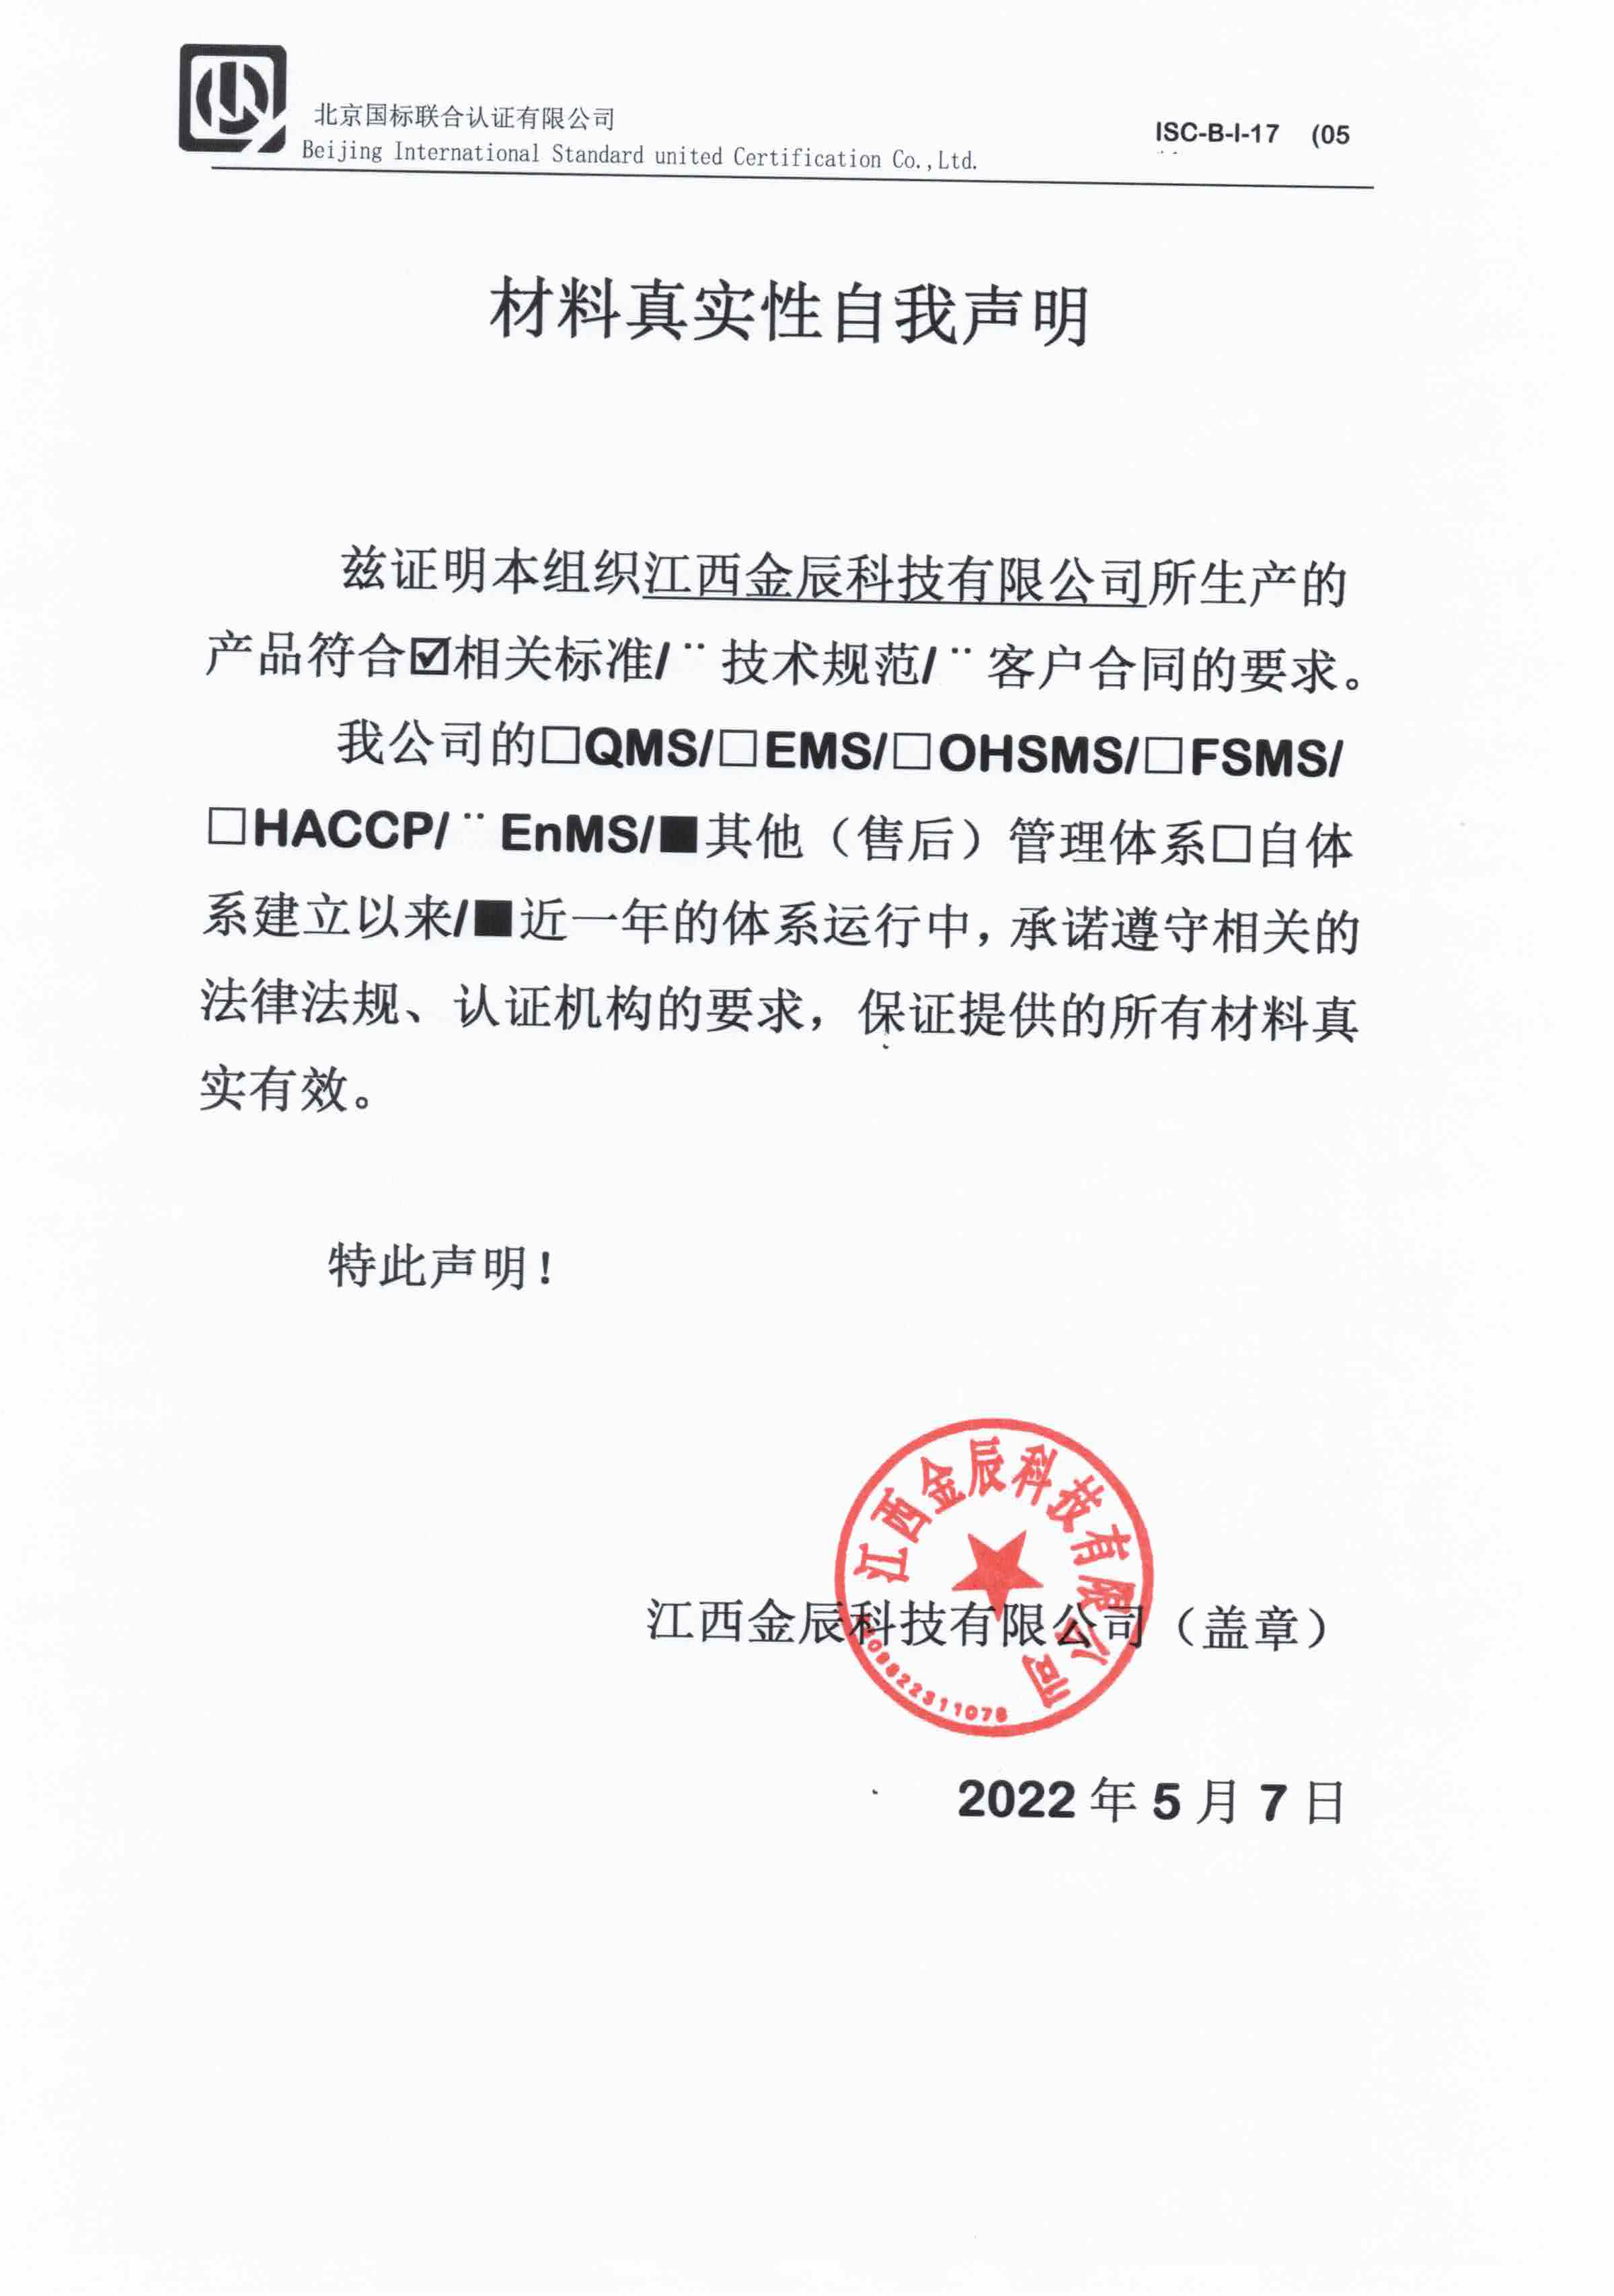 北京国标联合认证有限公司
Beijing International Standard united Certification Co.,Ltd.
ISC-B-I-17 (05
材料真实性自我声明
兹证明本组织江西金辰科技有限公司所生产的
产品符合☑相关标准/¨ 技术规范/¨ 客户合同的要求。
我公司的□QMS/□EMS/□OHSMS/□FSMS/
□HACCP/¨ EnMS/■其他（售后）管理体系□自体
系建立以来/■近一年的体系运行中，承诺遵守相关的
法律法规、认证机构的要求，保证提供的所有材料真
实有效。
特此声明！
江西金辰科技有限公司
江西金辰科技有限公司（盖章）
2022 年 5 月 7 日